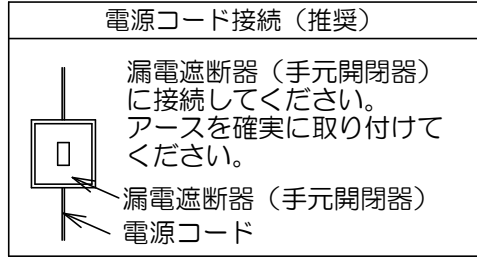 電源コード接続（推奨）
漏電遮断器（手元開閉器）
に接続してください。
アースを確実に取り付けて
ください。
漏電遮断器（手元開閉器）
電源コード